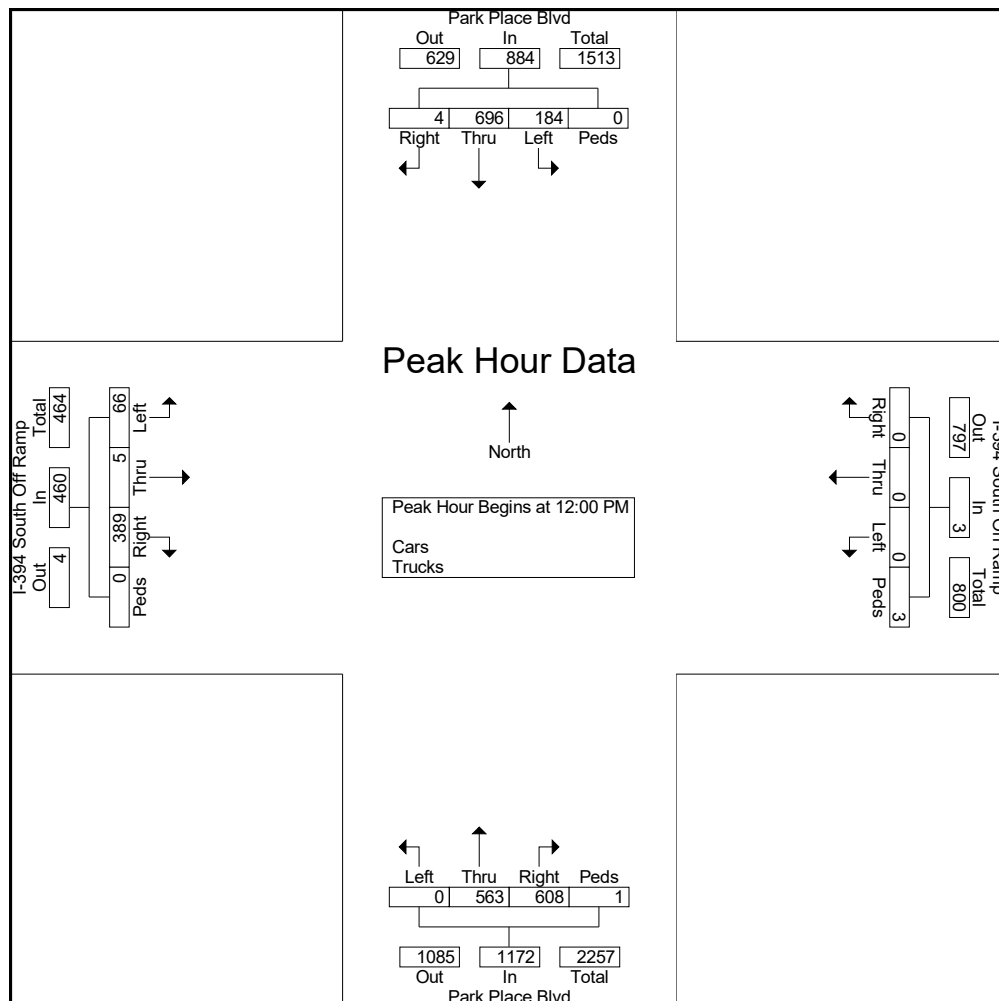 Park Place Blvd
Out In Total
629 884 1513
4 696 184 0
Right Thru Left Peds
Peak Hour Data
North
Peak Hour Begins at 12:00 PM
Cars
Trucks
I-394 South Off Ramp
Out In Total
4 460 464
Left Thru Right Peds
66 5 389 0
I-394 South Off Ramp
Out In Total
797 3 800
0 0 0 3
Right Thru Left Peds
Left Thru Right Peds
0 563 608 1
1085 1172 2257
Out In Total
Park Place Blvd